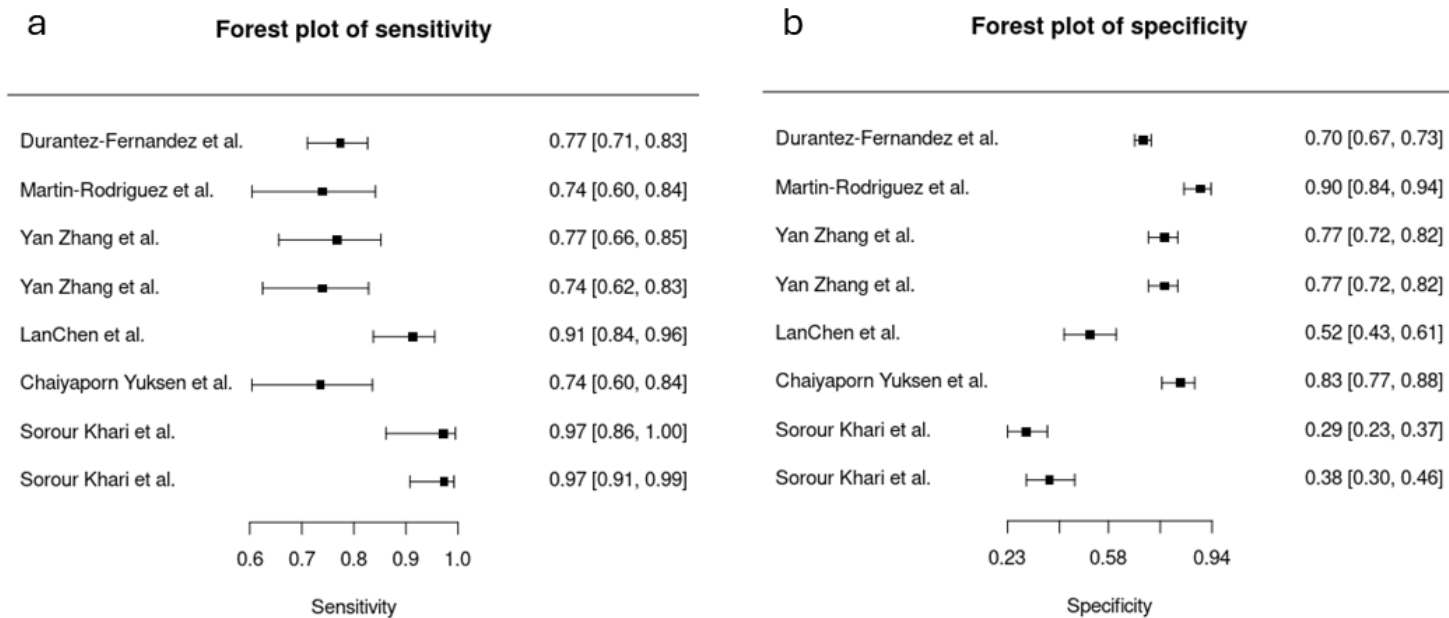 a
Forest plot of sensitivity
Durantez-Fernandez et al. 0.77 [0.71, 0.83]
Martin-Rodriguez et al. 0.74 [0.60, 0.84]
Yan Zhang et al. 0.77 [0.66, 0.85]
Yan Zhang et al. 0.74 [0.62, 0.83]
LanChen et al. 0.91 [0.84, 0.96]
Chaiyaporn Yuksen et al. 0.74 [0.60, 0.84]
Sorour Khari et al. 0.97 [0.86, 1.00]
Sorour Khari et al. 0.97 [0.91, 0.99]
0.6 0.7 0.8 0.9 1.0
Sensitivity
b
Forest plot of specificity
Durantez-Fernandez et al. 0.70 [0.67, 0.73]
Martin-Rodriguez et al. 0.90 [0.84, 0.94]
Yan Zhang et al. 0.77 [0.72, 0.82]
Yan Zhang et al. 0.77 [0.72, 0.82]
LanChen et al. 0.52 [0.43, 0.61]
Chaiyaporn Yuksen et al. 0.83 [0.77, 0.88]
Sorour Khari et al. 0.29 [0.23, 0.37]
Sorour Khari et al. 0.38 [0.30, 0.46]
0.23 0.58 0.94
Specificity